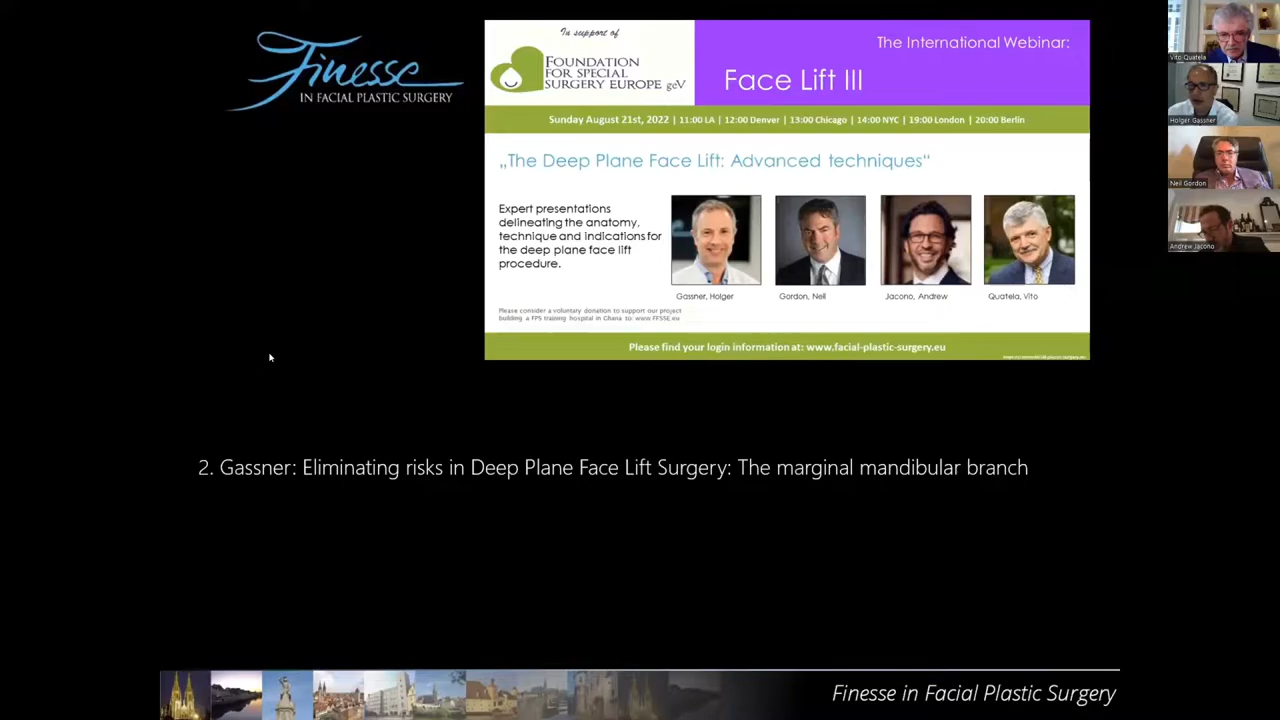 Finesse
IN FACIAL PLASTIC SURGERY
In support of
FOUNDATION
FOR SPECIAL
SURGERY EUROPE geV
The International Webinar:
Face Lift III
Sunday August 21st, 2022 | 11:00 LA | 12:00 Denver | 13:00 Chicago | 14:00 NYC | 19:00 London | 20:00 Berlin
„The Deep Plane Face Lift: Advanced techniques“
Expert presentations
delineating the anatomy,
technique and indications for
the deep plane face lift
procedure.
Gassner, Holger
Gordon, Neil
Jacono, Andrew
Quatela, Vito
Please consider a voluntary donation to support our project
building a FPS training hospital in Ghana to: www.FFSSE.eu
Please find your login information at: www.facial-plastic-surgery.eu
Vito Quatela
Holger Gassner
Neil Gordon
Andrew Jacono
2. Gassner: Eliminating risks in Deep Plane Face Lift Surgery: The marginal mandibular branch
Finesse in Facial Plastic Surgery